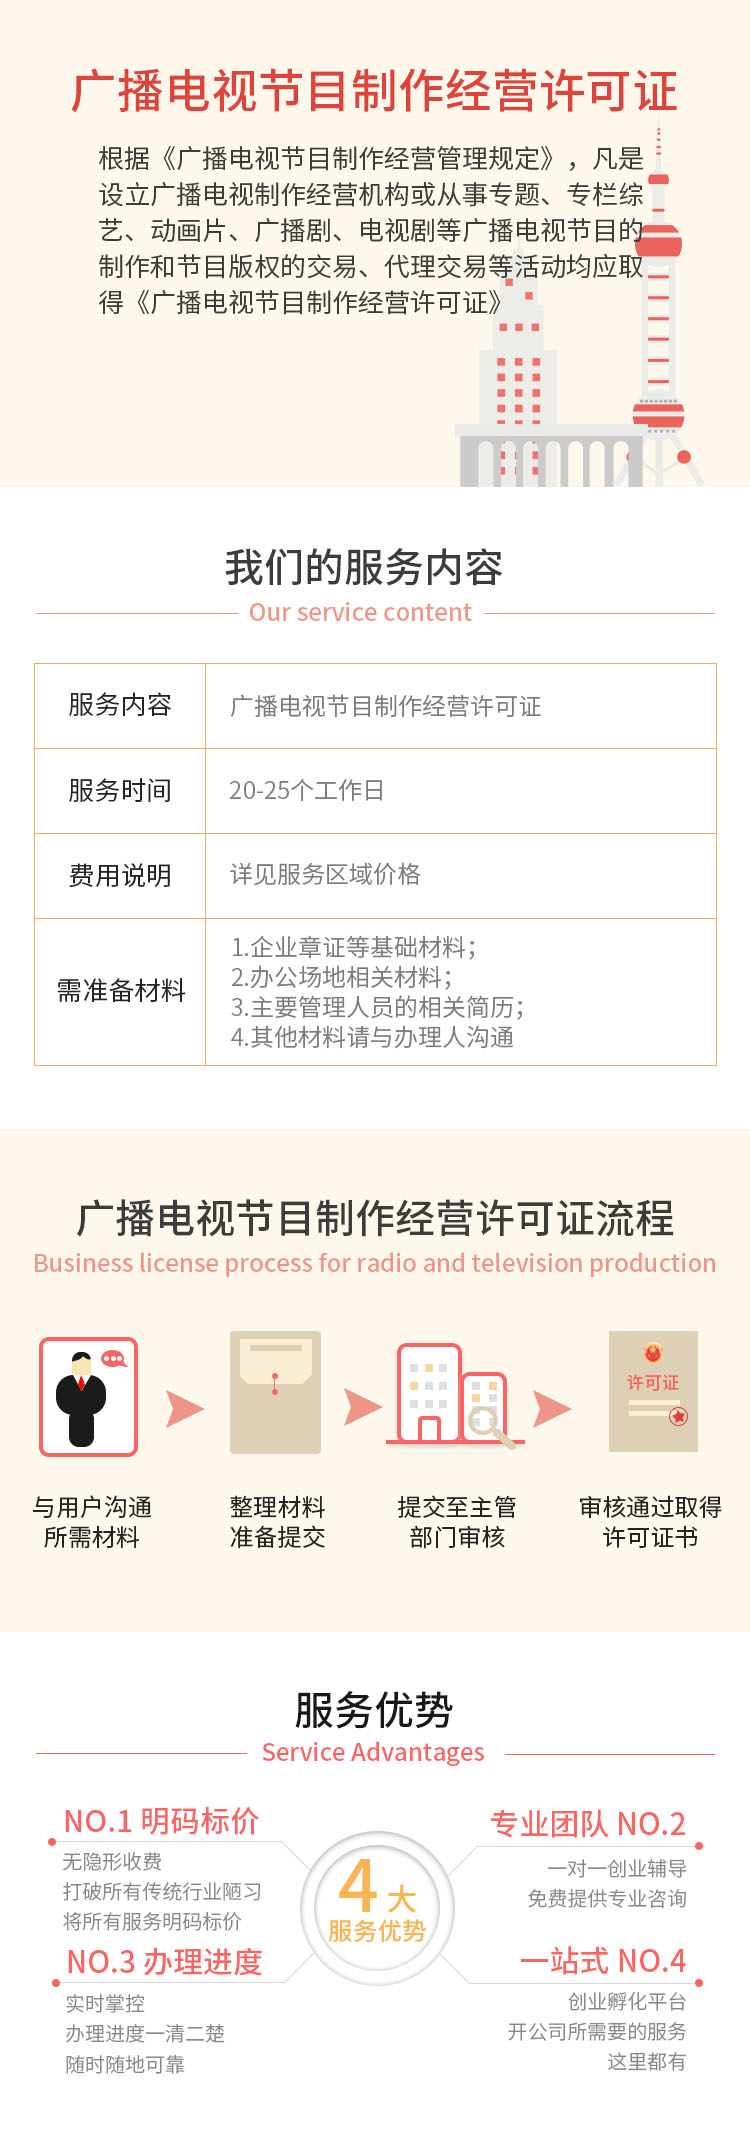 广播电视节目制作经营许可证
根据《广播电视节目制作经营管理规定》，凡是
设立广播电视制作经营机构或从事专题、专栏综
艺、动画片、广播剧、电视剧等广播电视节目的
制作和节目版权的交易、代理交易等活动均应取
得《广播电视节目制作经营许可证》
我们的服务内容
Our service content
服务内容
广播电视节目制作经营许可证
服务时间
20-25个工作日
费用说明
详见服务区域价格
需准备材料
1.企业章证等基础材料；
2.办公场地相关材料；
3.主要管理人员的相关简历；
4.其他材料请与办理人沟通
广播电视节目制作经营许可证流程
Business license process for radio and television production
许可证
与用户沟通
所需材料
整理材料
准备提交
提交至主管
部门审核
审核通过取得
许可证书
服务优势
Service Advantages
NO.1 明码标价
无隐形收费
打破所有传统行业陋习
将所有服务明码标价
专业团队 NO.2
一对一创业辅导
免费提供专业咨询
4大
服务优势
NO.3 办理进度
实时掌控
办理进度一清二楚
随时随地可靠
一站式 NO.4
创业孵化平台
开公司所需要的服务
这里都有